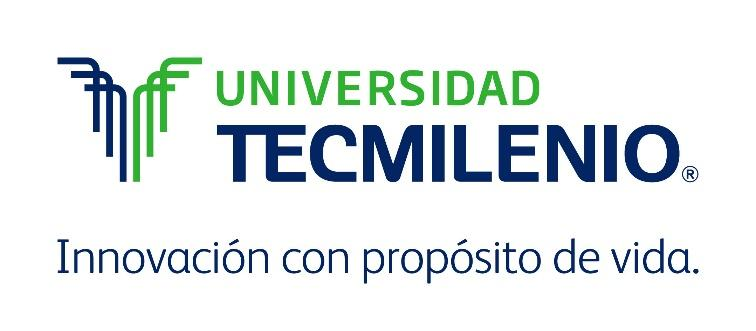 UNIVERSIDAD
TECMILENIO®
Innovación con propósito de vida.